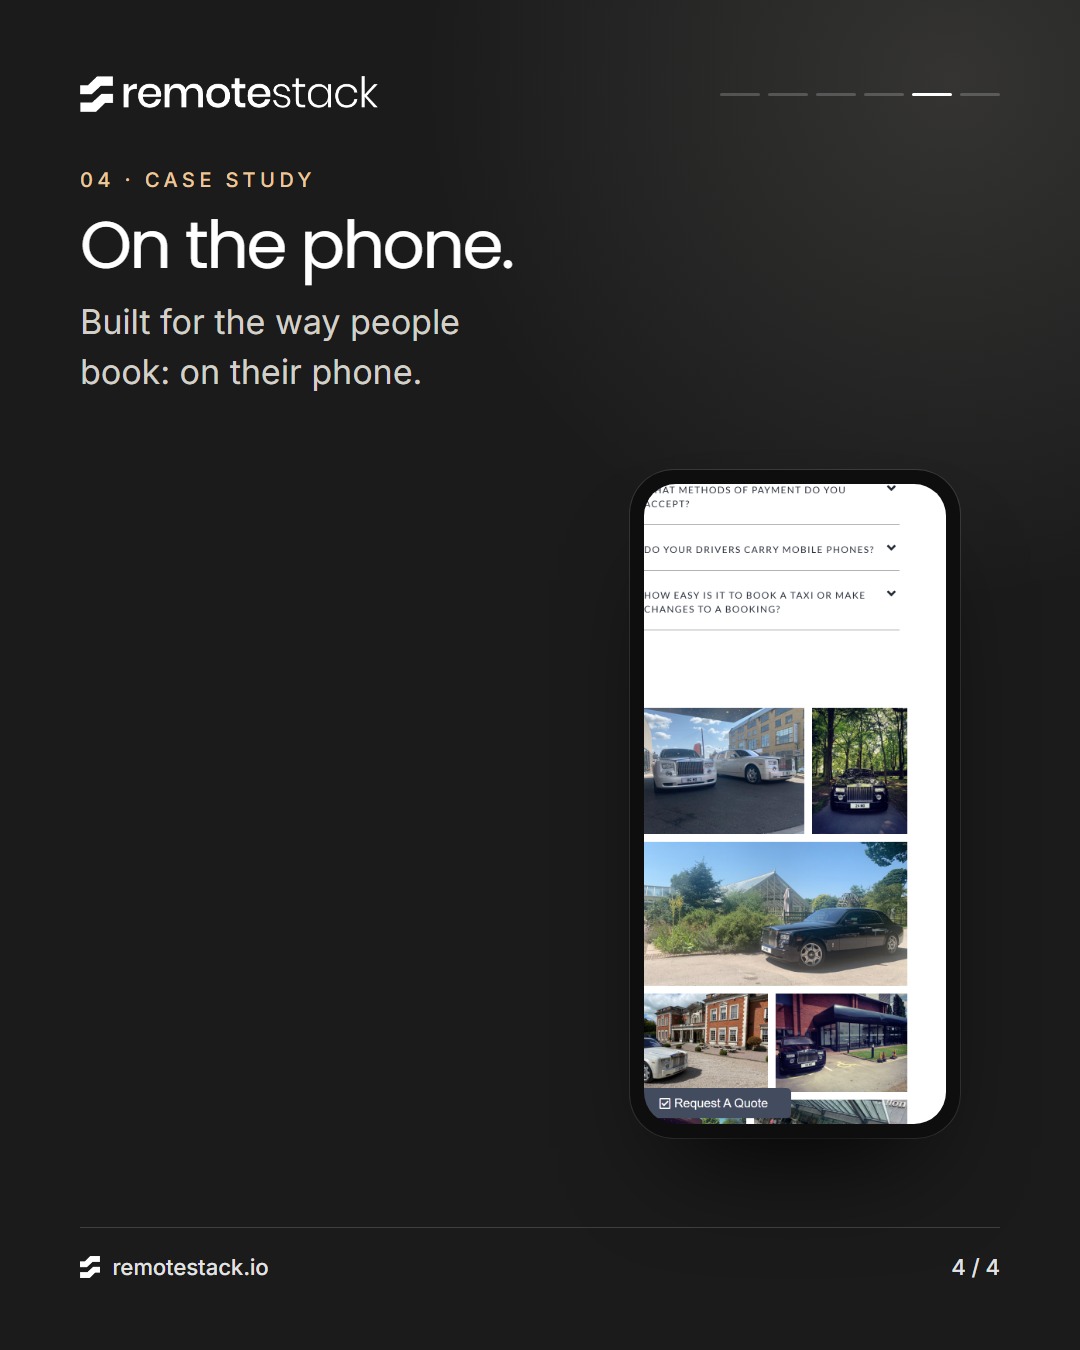 remotestack
04 · CASE STUDY
On the phone.
Built for the way people
book: on their phone.
METHODS OF PAYMENT DO YOU
ACCEPT?
DO YOUR DRIVERS CARRY MOBILE PHONES?
HOW EASY IS IT TO BOOK A TAXI OR MAKE
CHANGES TO A BOOKING?
Request A Quote
remotestack.io
4 / 4